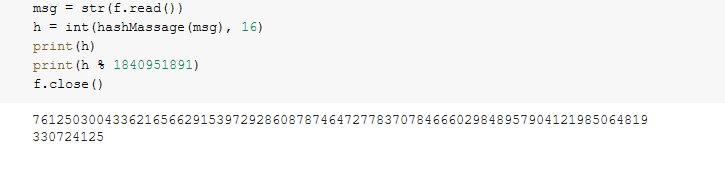 msg = str(f.read())
h = int(hashMassage(msg), 16)
print(h)
print(h % 1840951891)
f.close()
76125030043362165662915397292860878746472778370784666029848957904121985064819
330724125